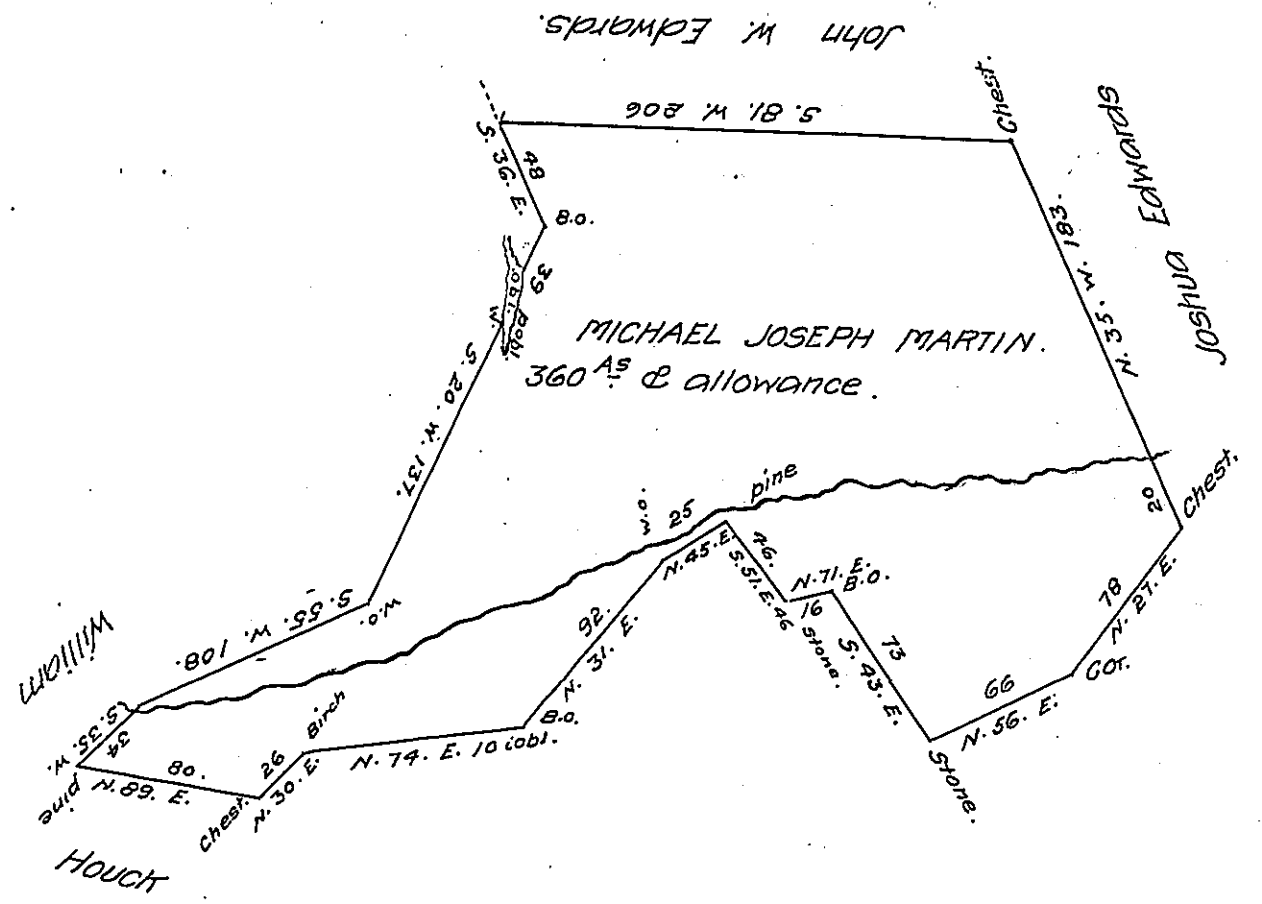 John W. Edwards.
S. 81. W. 206
Chest.
Joshua Edwards
S. 36. E.
48
B.O.
39
N. 35. W. 183.
MICHAEL JOSEPH MARTIN.
360 As & allowance.
W.
S. 20. W. 137.
pine
W.O.
25
20
Chest.
N. 45. E.
46.
S. 51. E. 46
N. 71. E.
B.O.
16
Stone.
78
N. 27. E.
S. 55. W. 108.
W.O.
92.
N. 31. E.
73
S. 43. E.
66
N. 56. E.
Cor.
Stone.
William
S. 35. W.
34
Birch
26
B.O.
N. 74. E. 10
80.
N. 89. E.
pine
Chest.
N. 30. E.
HOUCK